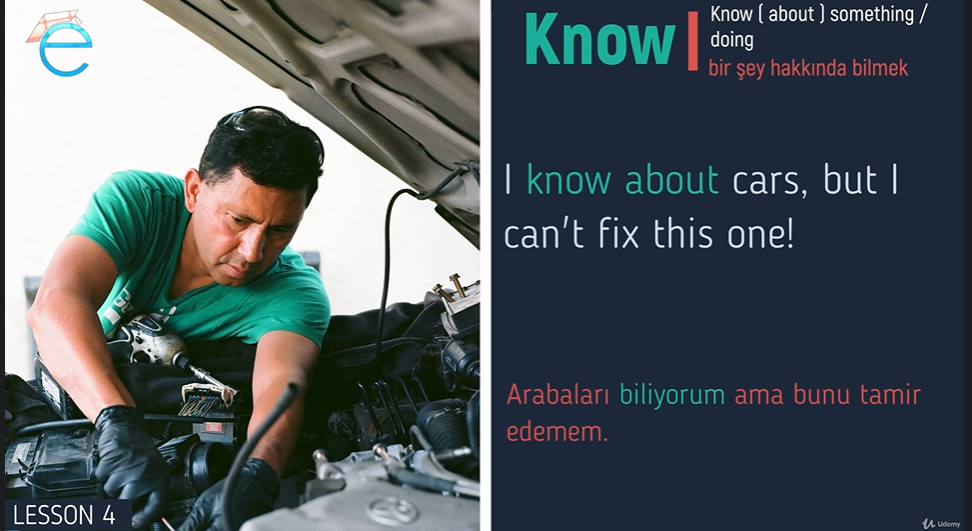 Know
Know ( about ) something /
doing
bir şey hakkında bilmek
I know about cars, but I
can't fix this one!
Arabaları biliyorum ama bunu tamir
edemem.
LESSON 4
Udemy